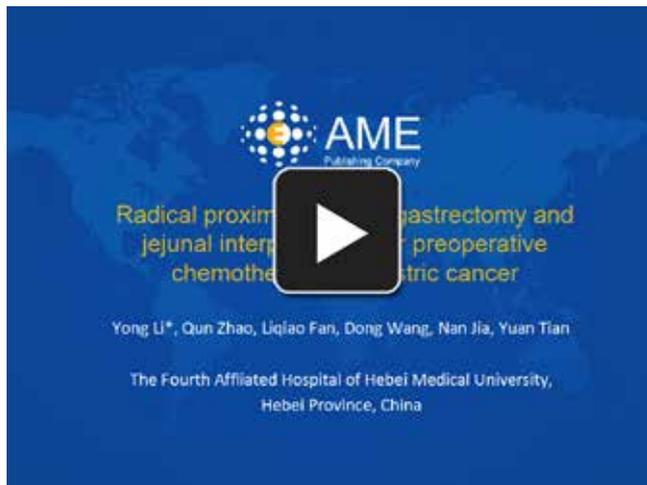 AME
Publishing Company
Radical proxim gastrectomy and
jejunal interp r preoperative
chemothe stric cancer
Yong Li*, Qun Zhao, Liqiao Fan, Dong Wang, Nan Jia, Yuan Tian
The Fourth Affliated Hospital of Hebei Medical University,
Hebei Province, China